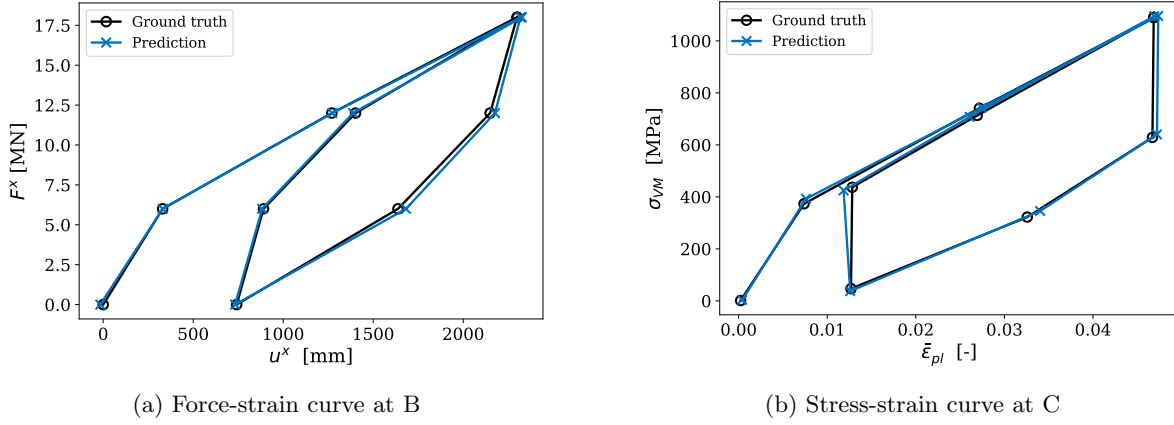 Ground truth
Prediction
17.5
15.0
12.5
10.0
7.5
5.0
2.5
0.0
F^x [MN]
0
500
1000
1500
2000
u^x [mm]
(a) Force-strain curve at B
Ground truth
Prediction
1000
800
600
400
200
0
σ_VM [MPa]
0.00
0.01
0.02
0.03
0.04
ε̄_pl [-]
(b) Stress-strain curve at C